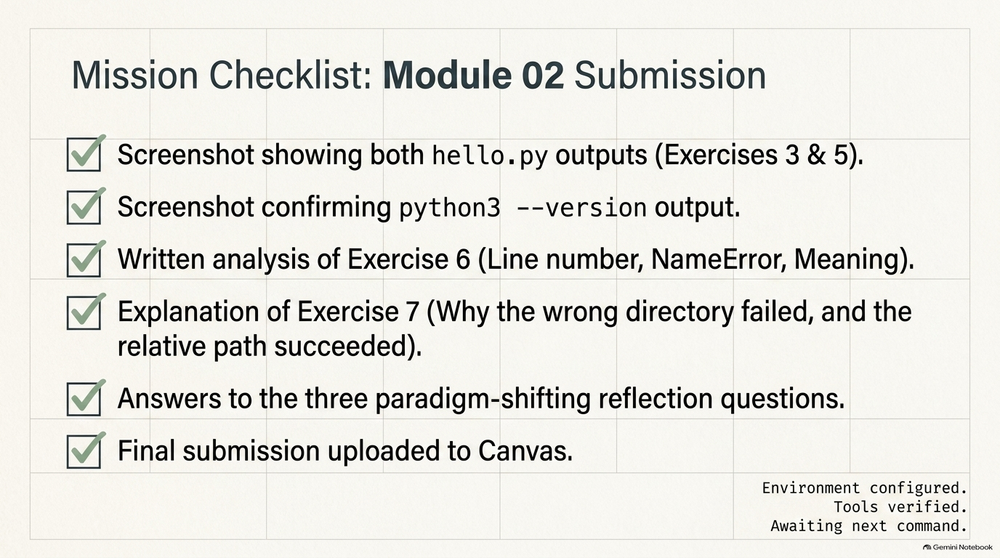 Mission Checklist: Module 02 Submission
Screenshot showing both hello.py outputs (Exercises 3 & 5).
Screenshot confirming python3 --version output.
Written analysis of Exercise 6 (Line number, NameError, Meaning).
Explanation of Exercise 7 (Why the wrong directory failed, and the
relative path succeeded).
Answers to the three paradigm-shifting reflection questions.
Final submission uploaded to Canvas.
Environment configured.
Tools verified.
Awaiting next command.
Gemini Notebook